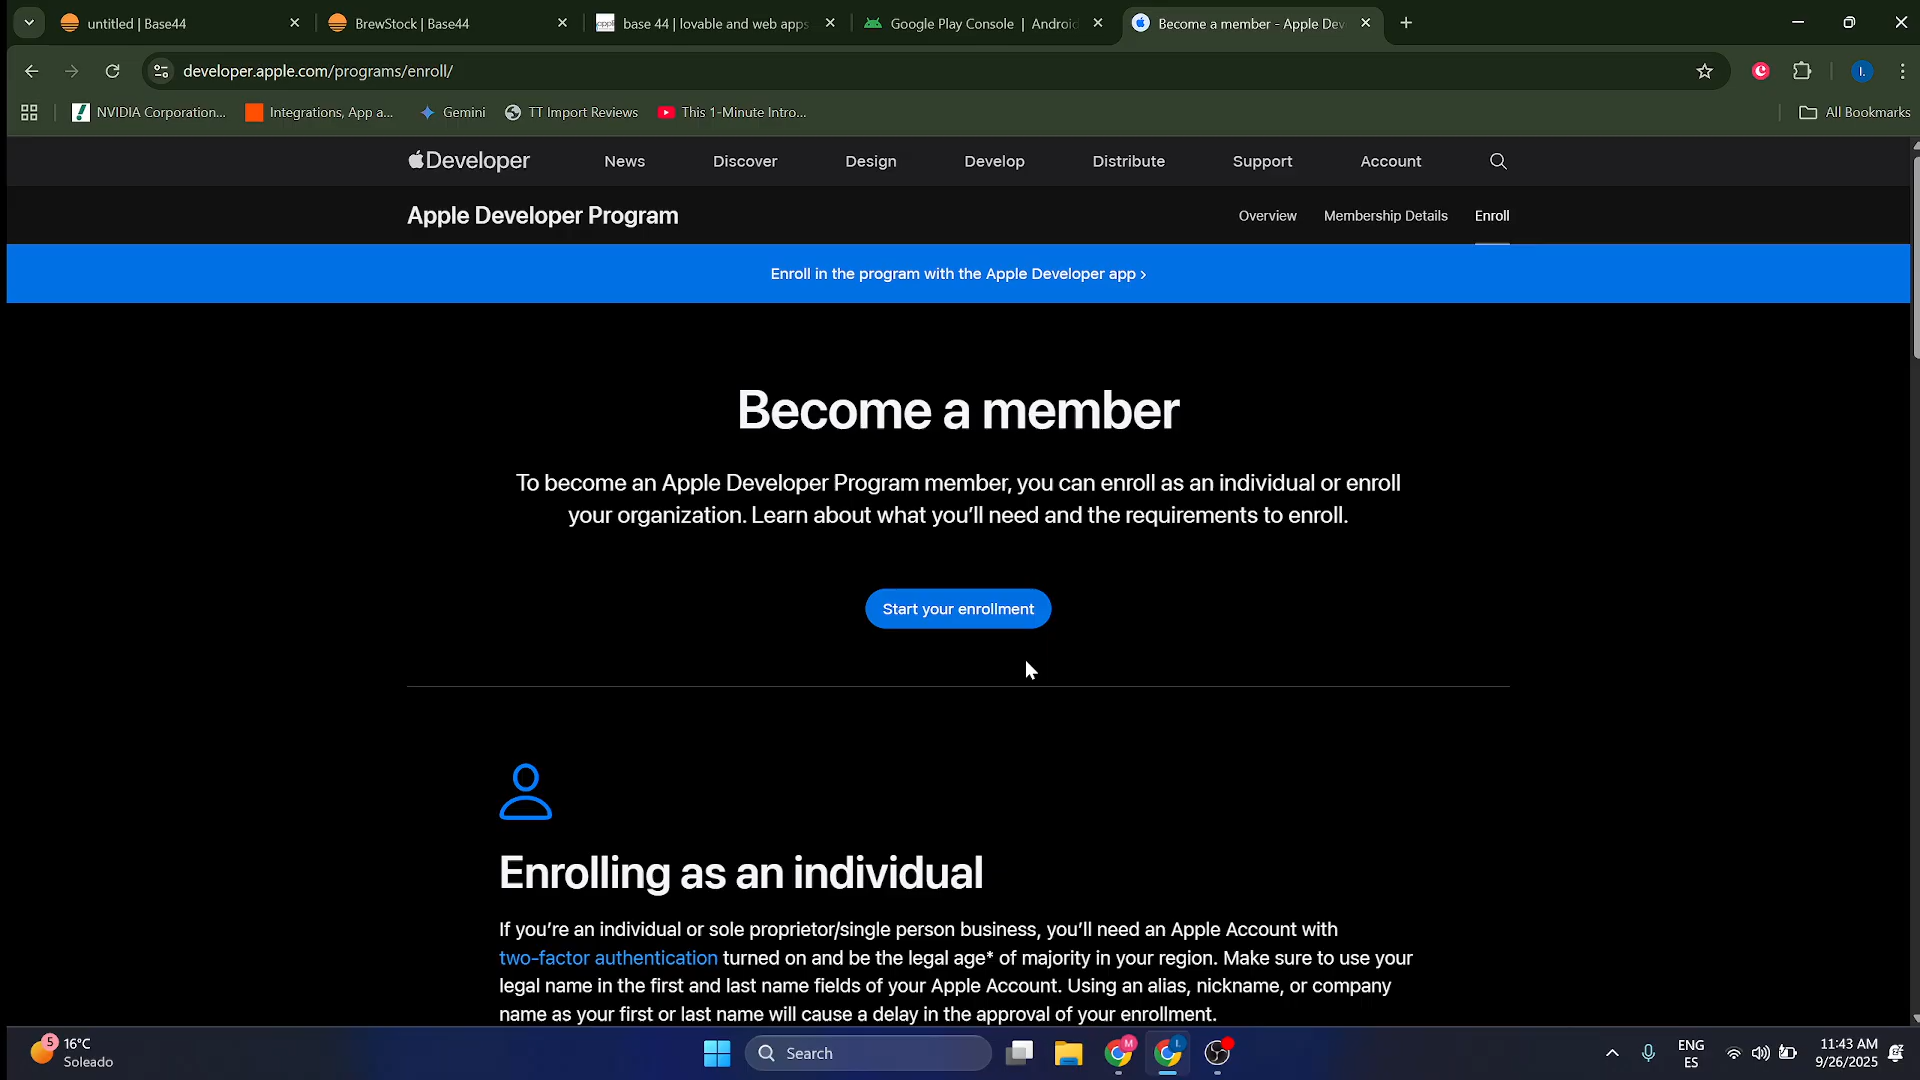 untitled | Base44
BrewStock | Base44
base 44 | lovable and web apps
Google Play Console | Android
Become a member - Apple Dev
developer.apple.com/programs/enroll/
I.
NVIDIA Corporation...
Integrations, App a...
Gemini
TT Import Reviews
This 1-Minute Intro...
All Bookmarks
Developer
News
Discover
Design
Develop
Distribute
Support
Account
Apple Developer Program
Overview
Membership Details
Enroll
Enroll in the program with the Apple Developer app ›
Become a member
To become an Apple Developer Program member, you can enroll as an individual or enroll
your organization. Learn about what you’ll need and the requirements to enroll.
Start your enrollment
Enrolling as an individual
If you’re an individual or sole proprietor/single person business, you’ll need an Apple Account with
two-factor authentication turned on and be the legal age* of majority in your region. Make sure to use your
legal name in the first and last name fields of your Apple Account. Using an alias, nickname, or company
name as your first or last name will cause a delay in the approval of your enrollment.
5
16°C
Soleado
Search
M
I.
ENG
ES
11:43 AM
9/26/2025